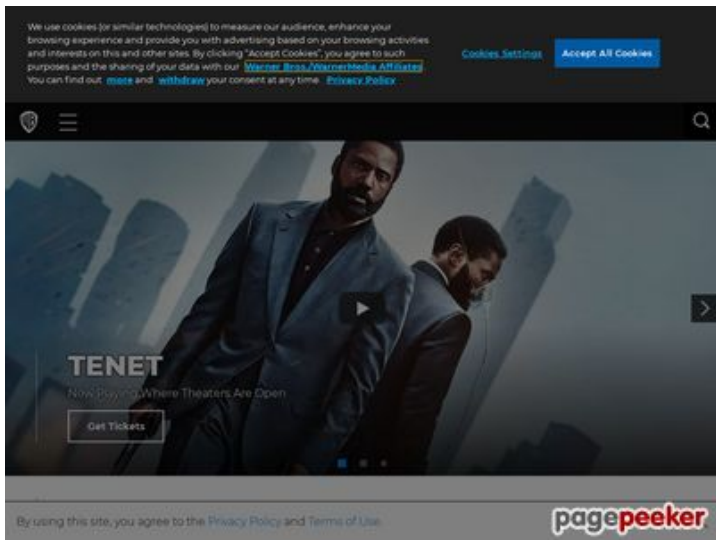 We use cookies (or similar technologies) to measure our audience, enhance your
browsing experience and provide you with advertising based on your browsing activities
and interests on this and other sites. By clicking "Accept Cookies", you agree to such
purposes and the sharing of your data with our Warner Bros./WarnerMedia Affiliates.
You can find out more and withdraw your consent at any time. Privacy Policy
Cookies Settings
Accept All Cookies
WB
TENET
Now Playing Where Theaters Are Open
Get Tickets
By using this site, you agree to the Privacy Policy and Terms of Use.
pagepeeker